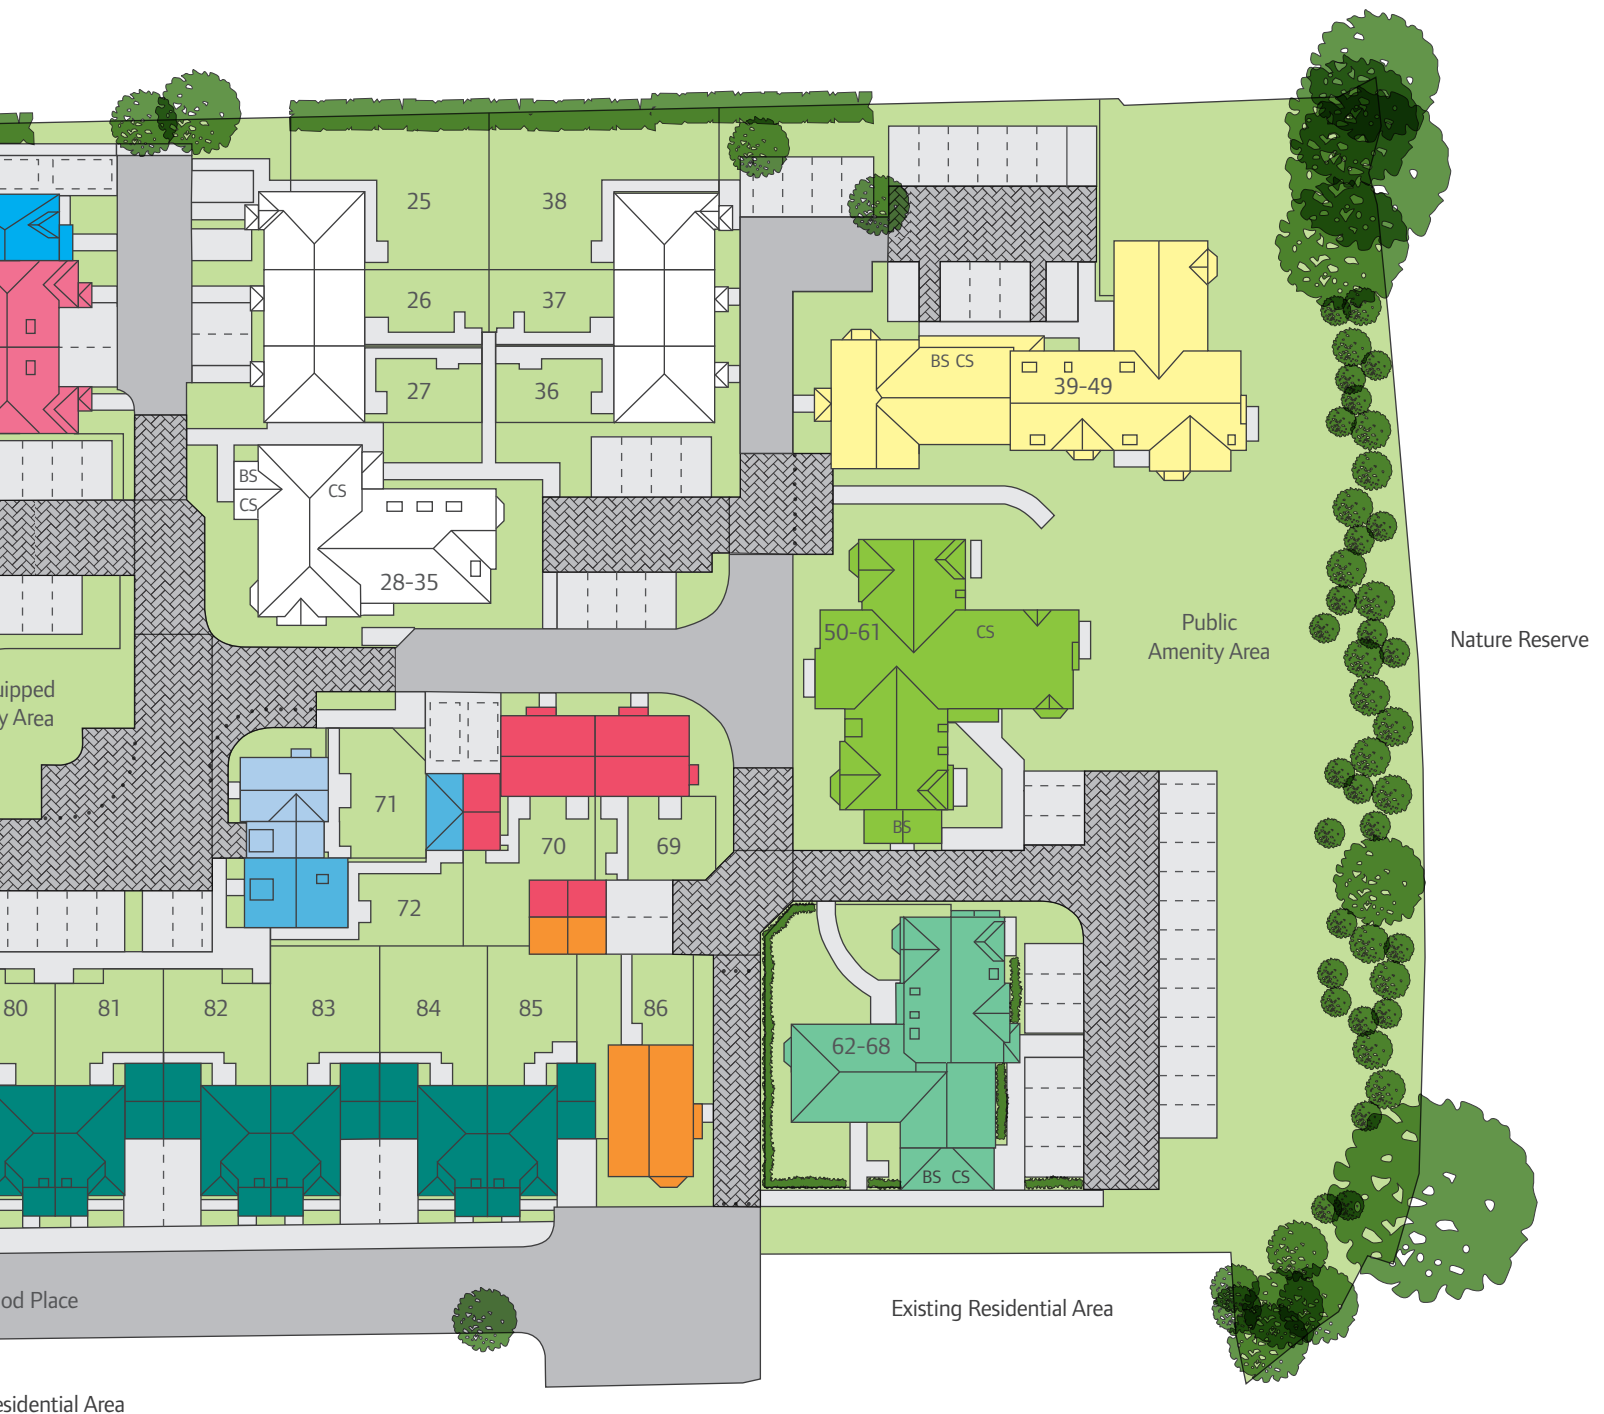 25
38
26
37
27
36
BS CS
39-49
BS
CS
CS
28-35
50-61
CS
Public
Amenity Area
Nature Reserve
uipped
y Area
71
70
69
BS
72
80
81
82
83
84
85
86
62-68
BS CS
od Place
Existing Residential Area
esidential Area